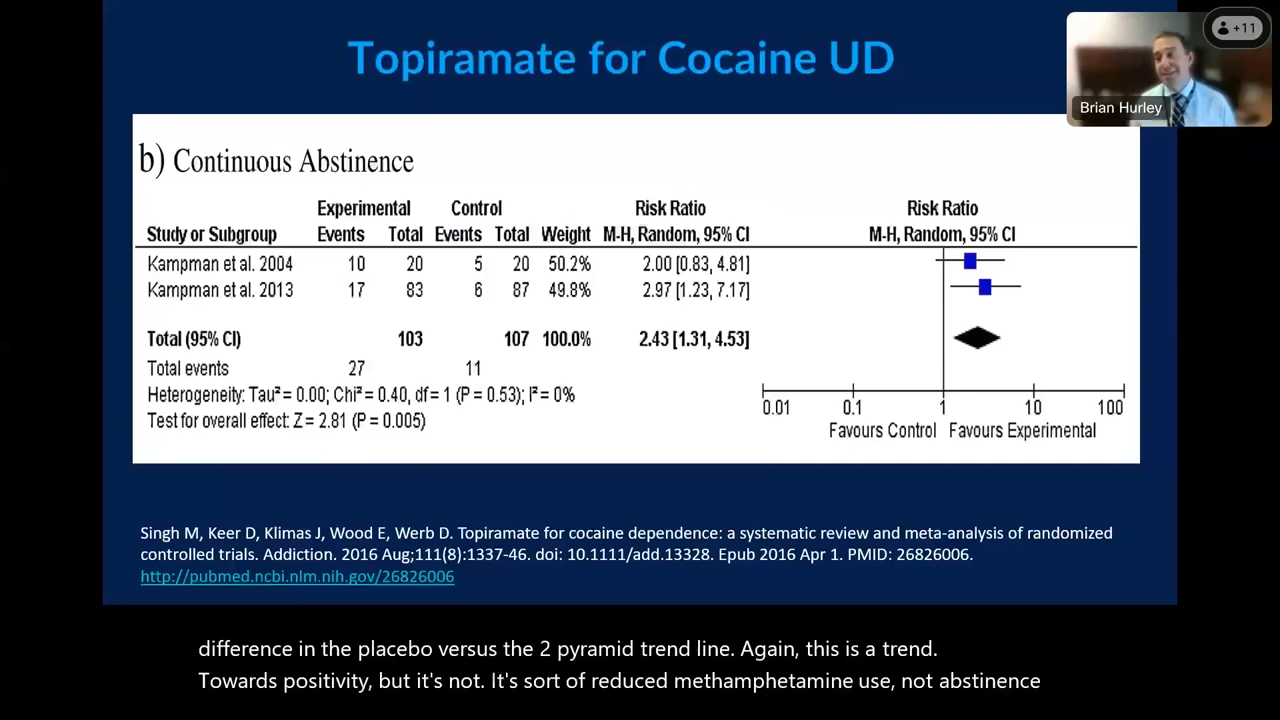 Topiramate for Cocaine UD
+11
Brian Hurley
b) Continuous Abstinence
Experimental Control Risk Ratio Risk Ratio
Study or Subgroup Events Total Events Total Weight M-H, Random, 95% CI M-H, Random, 95% CI
Kampman et al. 2004 10 20 5 20 50.2% 2.00 [0.83, 4.81]
Kampman et al. 2013 17 83 6 87 49.8% 2.97 [1.23, 7.17]
Total (95% CI) 103 107 100.0% 2.43 [1.31, 4.53]
Total events 27 11
Heterogeneity: Tau² = 0.00; Chi² = 0.40, df = 1 (P = 0.53); I² = 0%
Test for overall effect: Z = 2.81 (P = 0.005)
0.01 0.1 1 10 100
Favours Control Favours Experimental
Singh M, Keer D, Klimas J, Wood E, Werb D. Topiramate for cocaine dependence: a systematic review and meta-analysis of randomized
controlled trials. Addiction. 2016 Aug;111(8):1337-46. doi: 10.1111/add.13328. Epub 2016 Apr 1. PMID: 26826006.
http://pubmed.ncbi.nlm.nih.gov/26826006
difference in the placebo versus the 2 pyramid trend line. Again, this is a trend.
Towards positivity, but it's not. It's sort of reduced methamphetamine use, not abstinence